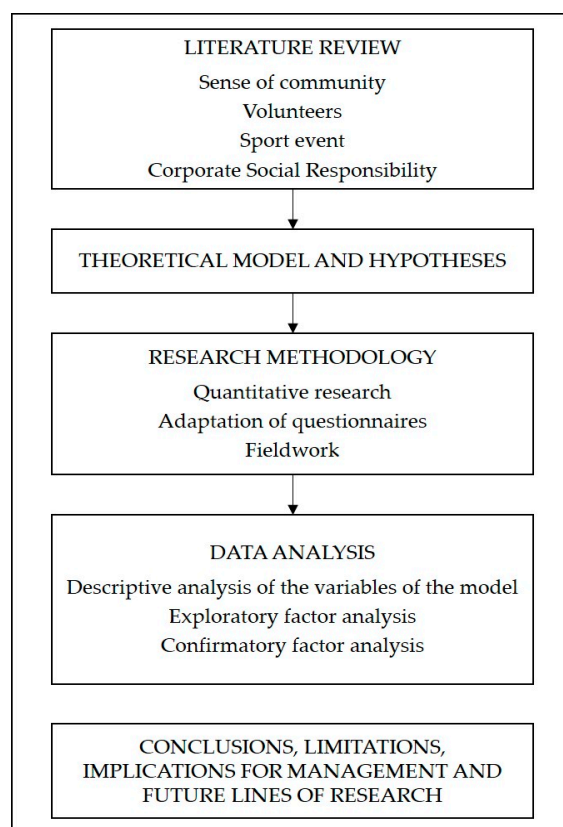 LITERATURE REVIEW
Sense of community
Volunteers
Sport event
Corporate Social Responsibility
THEORETICAL MODEL AND HYPOTHESES
RESEARCH METHODOLOGY
Quantitative research
Adaptation of questionnaires
Fieldwork
DATA ANALYSIS
Descriptive analysis of the variables of the model
Exploratory factor analysis
Confirmatory factor analysis
CONCLUSIONS, LIMITATIONS,
IMPLICATIONS FOR MANAGEMENT AND
FUTURE LINES OF RESEARCH